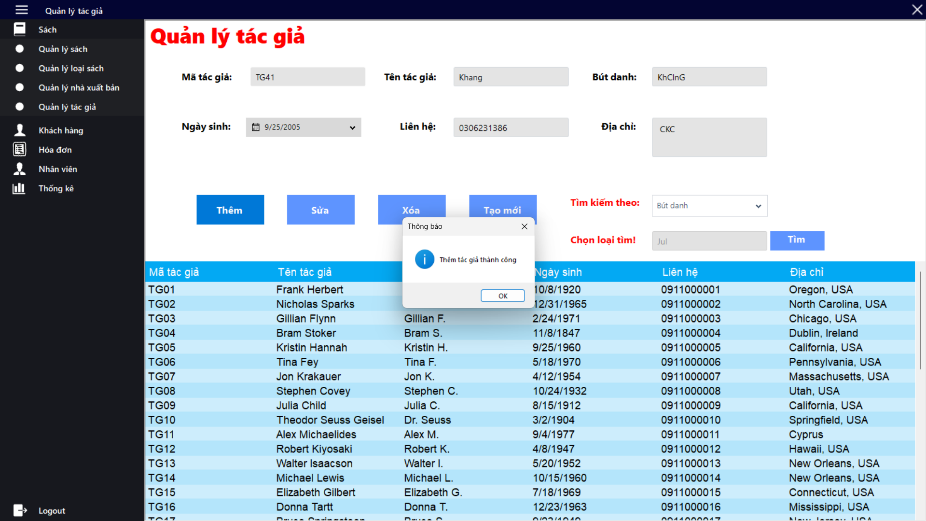 Quản lý tác giả
Sách
Quản lý sách
Quản lý loại sách
Quản lý nhà xuất bản
Quản lý tác giả
Khách hàng
Hóa đơn
Nhân viên
Thống kê
Logout
Quản lý tác giả
Mã tác giả: TG41 Tên tác giả: Khang Bút danh: KhCInG
Ngày sinh: 9/25/2005 Liên hệ: 0306231386 Địa chỉ: CKC
Thêm Sửa Xóa Tạo mới Tìm kiếm theo: Bút danh
Chọn loại tìm! Jul Tìm
Thông báo
Thêm tác giả thành công
OK
Mã tác giả Tên tác giả Ngày sinh Liên hệ Địa chỉ
TG01 Frank Herbert 10/8/1920 0911000001 Oregon, USA
TG02 Nicholas Sparks 12/31/1965 0911000002 North Carolina, USA
TG03 Gillian Flynn Gillian F. 2/24/1971 0911000003 Chicago, USA
TG04 Bram Stoker Bram S. 11/8/1847 0911000004 Dublin, Ireland
TG05 Kristin Hannah Kristin H. 9/25/1960 0911000005 California, USA
TG06 Tina Fey Tina F. 5/18/1970 0911000006 Pennsylvania, USA
TG07 Jon Krakauer Jon K. 4/12/1954 0911000007 Massachusetts, USA
TG08 Stephen Covey Stephen C. 10/24/1932 0911000008 Utah, USA
TG09 Julia Child Julia C. 8/15/1912 0911000009 California, USA
TG10 Theodor Seuss Geisel Dr. Seuss 3/2/1904 0911000010 Springfield, USA
TG11 Alex Michaelides Alex M. 9/4/1977 0911000011 Cyprus
TG12 Robert Kiyosaki Robert K. 4/8/1947 0911000012 Hawaii, USA
TG13 Walter Isaacson Walter I. 5/20/1952 0911000013 New Orleans, USA
TG14 Michael Lewis Michael L. 10/15/1960 0911000014 New Orleans, USA
TG15 Elizabeth Gilbert Elizabeth G. 7/18/1969 0911000015 Connecticut, USA
TG16 Donna Tartt Donna T. 12/23/1963 0911000016 Mississippi, USA